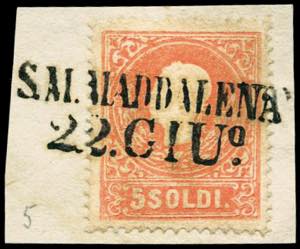 S.M. MADDALENA
22. GIUº.
5 SOLDI.
5